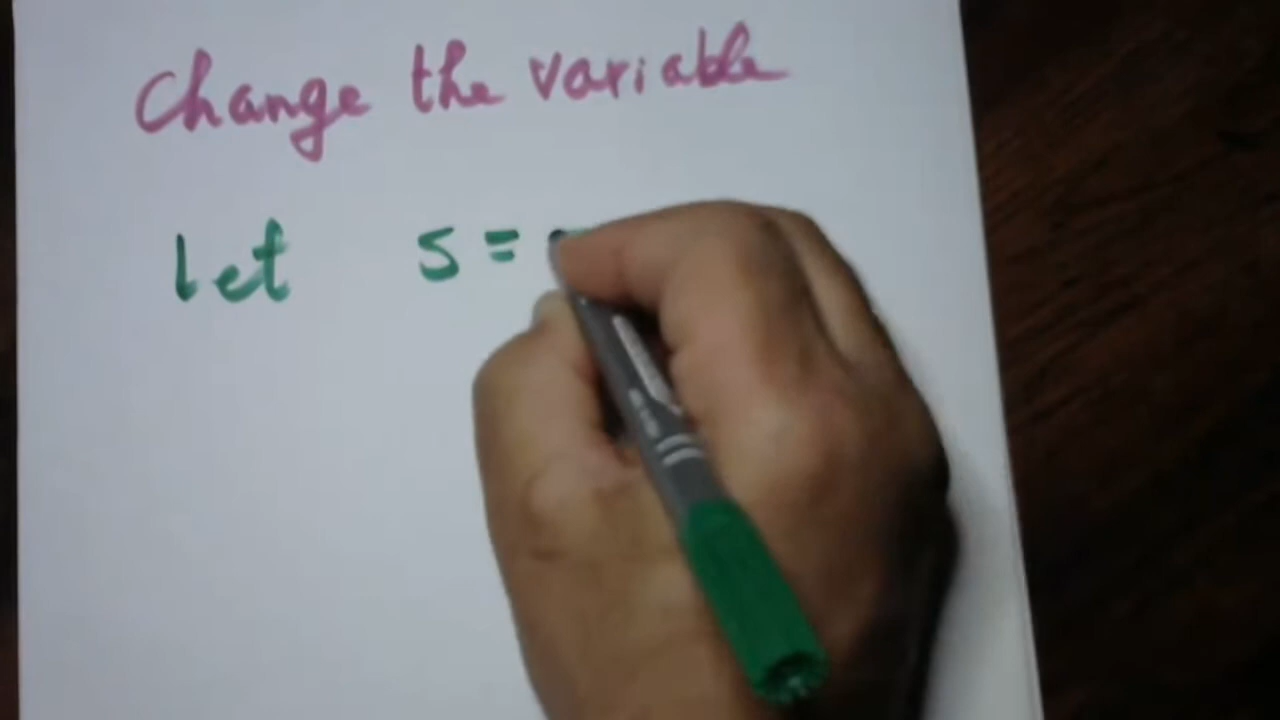 Change the variable
let s =